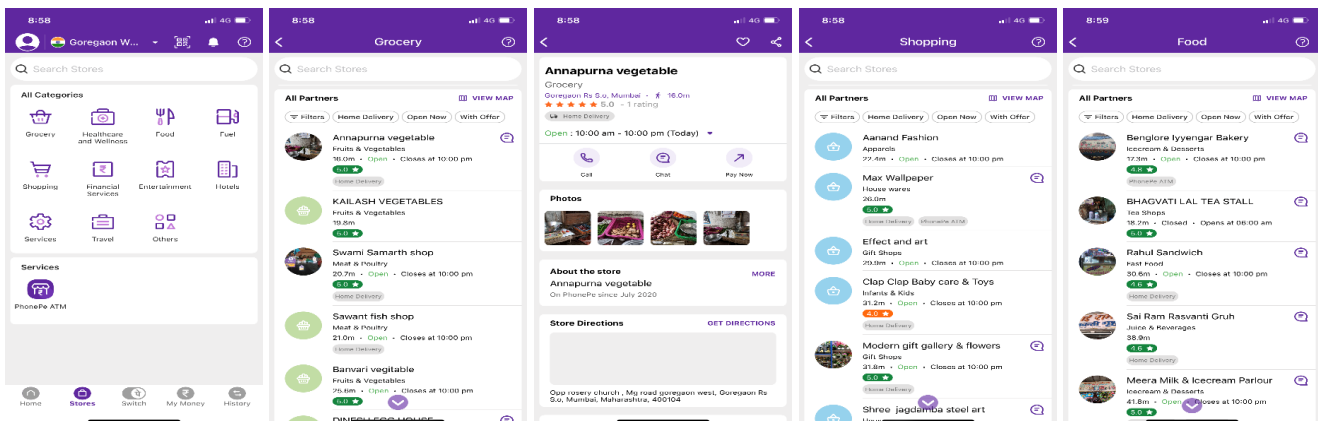 8:58
4G
Goregaon W...
Search Stores
All Categories
Grocery
Healthcare and Wellness
Food
Fuel
Shopping
Financial Services
Entertainment
Hotels
Services
Travel
Others
Services
PhonePe ATM
Home
Stores
Switch
My Money
History
8:58
4G
Grocery
Search Stores
All Partners
VIEW MAP
Filters
Home Delivery
Open Now
With Offer
Annapurna vegetable
Fruits & Vegetables
16.0m • Open • Closes at 10:00 pm
5.0 ★
Home Delivery
KAILASH VEGETABLES
Fruits & Vegetables
19.8m
5.0 ★
Swami Samarth shop
Meat & Poultry
20.7m • Open • Closes at 10:00 pm
5.0 ★
Home Delivery
Sawant fish shop
Meat & Poultry
21.0m • Open • Closes at 10:00 pm
Home Delivery
Banvari vegitable
Fruits & Vegetables
25.6m • Open • Closes at 10:00 pm
5.0 ★
DINESH EGG HOUSE
8:58
4G
Annapurna vegetable
Grocery
Goregaon Rs S.o, Mumbai • 16.0m
★ ★ ★ ★ ★ 5.0 - 1 rating
Home Delivery
Open : 10:00 am - 10:00 pm (Today)
Call
Chat
Pay Now
Photos
About the store
MORE
Annapurna vegetable
On PhonePe since July 2020
Store Directions
GET DIRECTIONS
Opp rosery church , Mg road goregaon west, Goregaon Rs
S.o, Mumbai, Maharashtra, 400104
8:58
4G
Shopping
Search Stores
All Partners
VIEW MAP
Filters
Home Delivery
Open Now
With Offer
Aanand Fashion
Apparels
22.4m • Open • Closes at 10:00 pm
Max Wallpaper
House wares
26.0m
5.0 ★
Home Delivery
PhonePe ATM
Effect and art
Gift Shops
29.9m • Open • Closes at 10:00 pm
Clap Clap Baby care & Toys
Infants & Kids
31.2m • Open • Closes at 10:00 pm
4.0 ★
Home Delivery
Modern gift gallery & flowers
Gift Shops
31.8m • Open • Closes at 10:00 pm
5.0 ★
Home Delivery
Shree jagdamba steel art
8:59
4G
Food
Search Stores
All Partners
VIEW MAP
Filters
Home Delivery
Open Now
With Offer
Benglore Iyyengar Bakery
Icecream & Desserts
17.3m • Open • Closes at 10:00 pm
4.8 ★
PhonePe ATM
BHAGVATI LAL TEA STALL
Tea Shops
18.2m • Closed • Opens at 06:00 am
5.0 ★
Rahul Sandwich
Fast Food
30.6m • Open • Closes at 10:00 pm
4.6 ★
Home Delivery
Sai Ram Rasvanti Gruh
Juice & Beverages
38.9m
4.6 ★
Home Delivery
Meera Milk & Icecream Parlour
Icecream & Desserts
41.8m • Open • Closes at 10:00 pm
5.0 ★